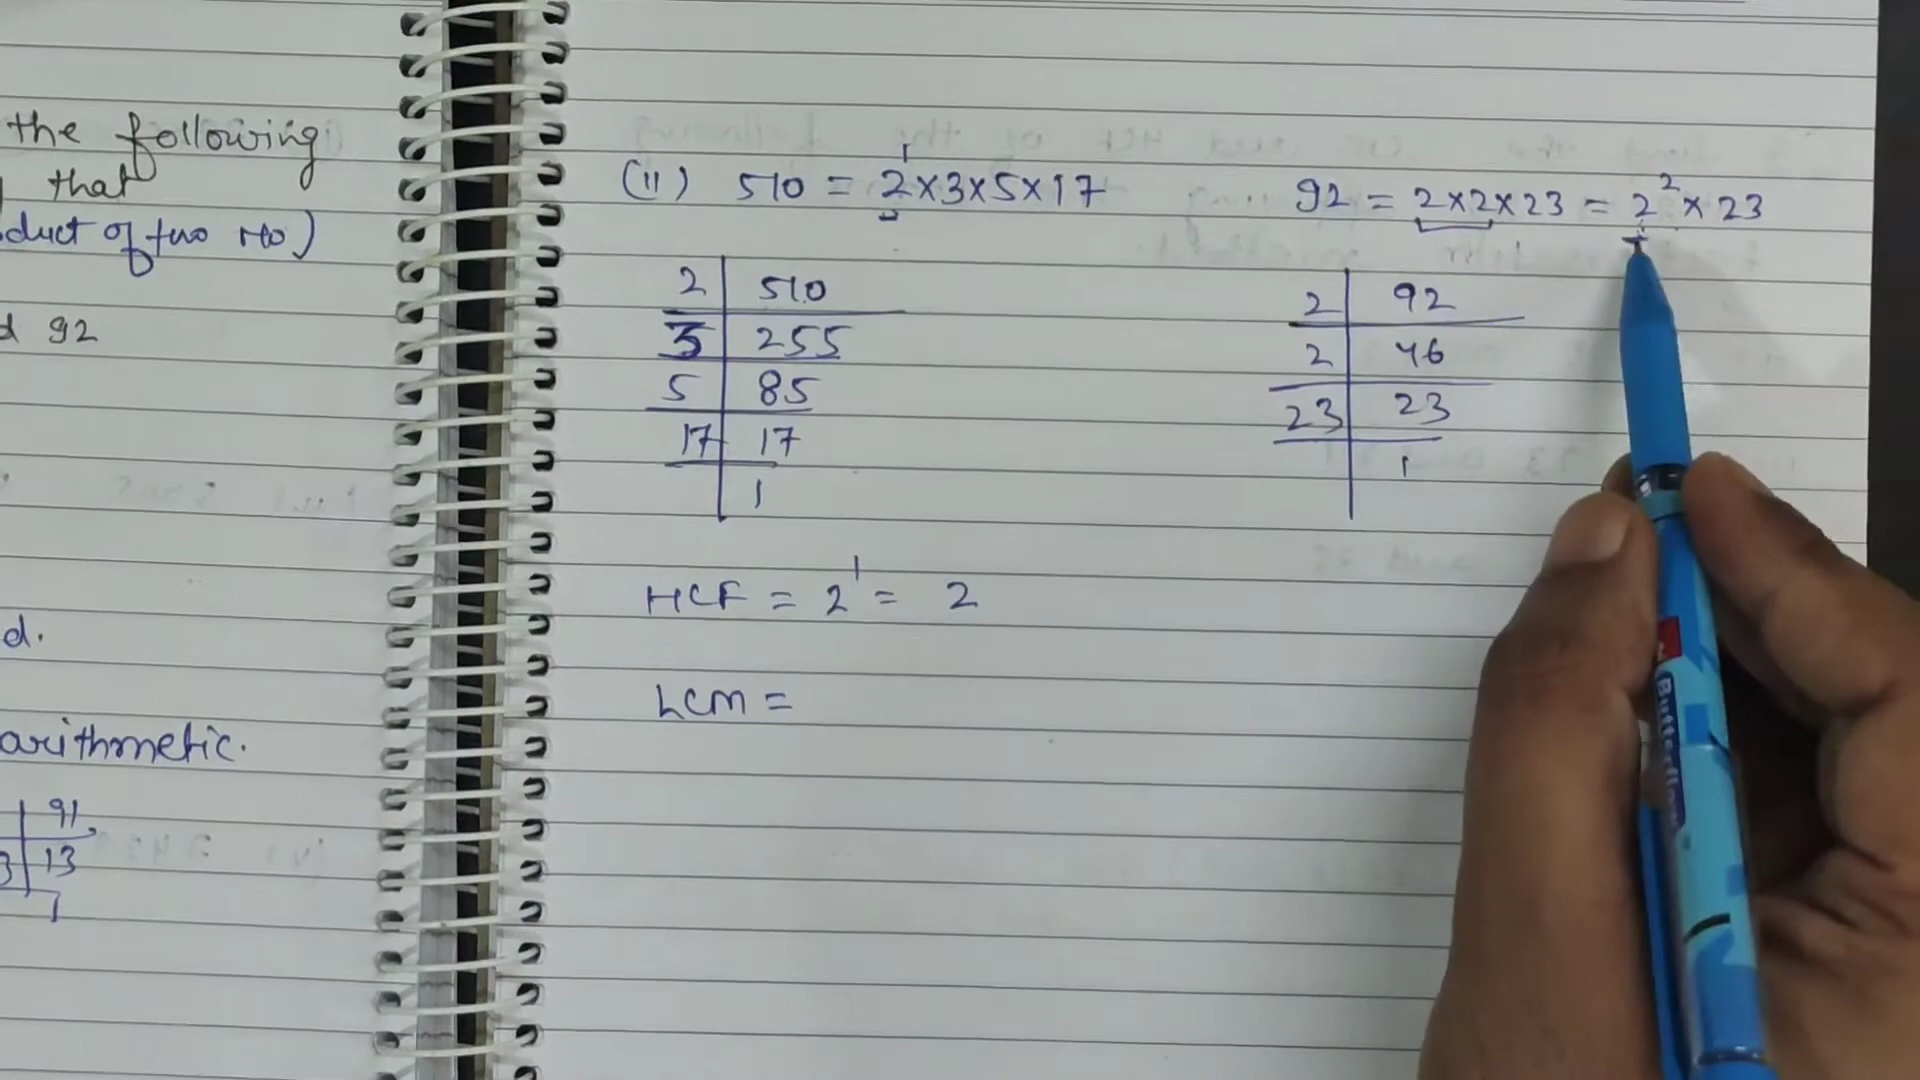 the following
that
duct of two no)
92
d.
arithmetic.
91
13
1
(ii) 510 = 2¹×3×5×17
92 = 2×2×23 = 2² × 23
2 510
3 255
5 85
17 17
1
2 92
2 46
23 23
1
HCF = 2¹ = 2
LCM =
Butterflow